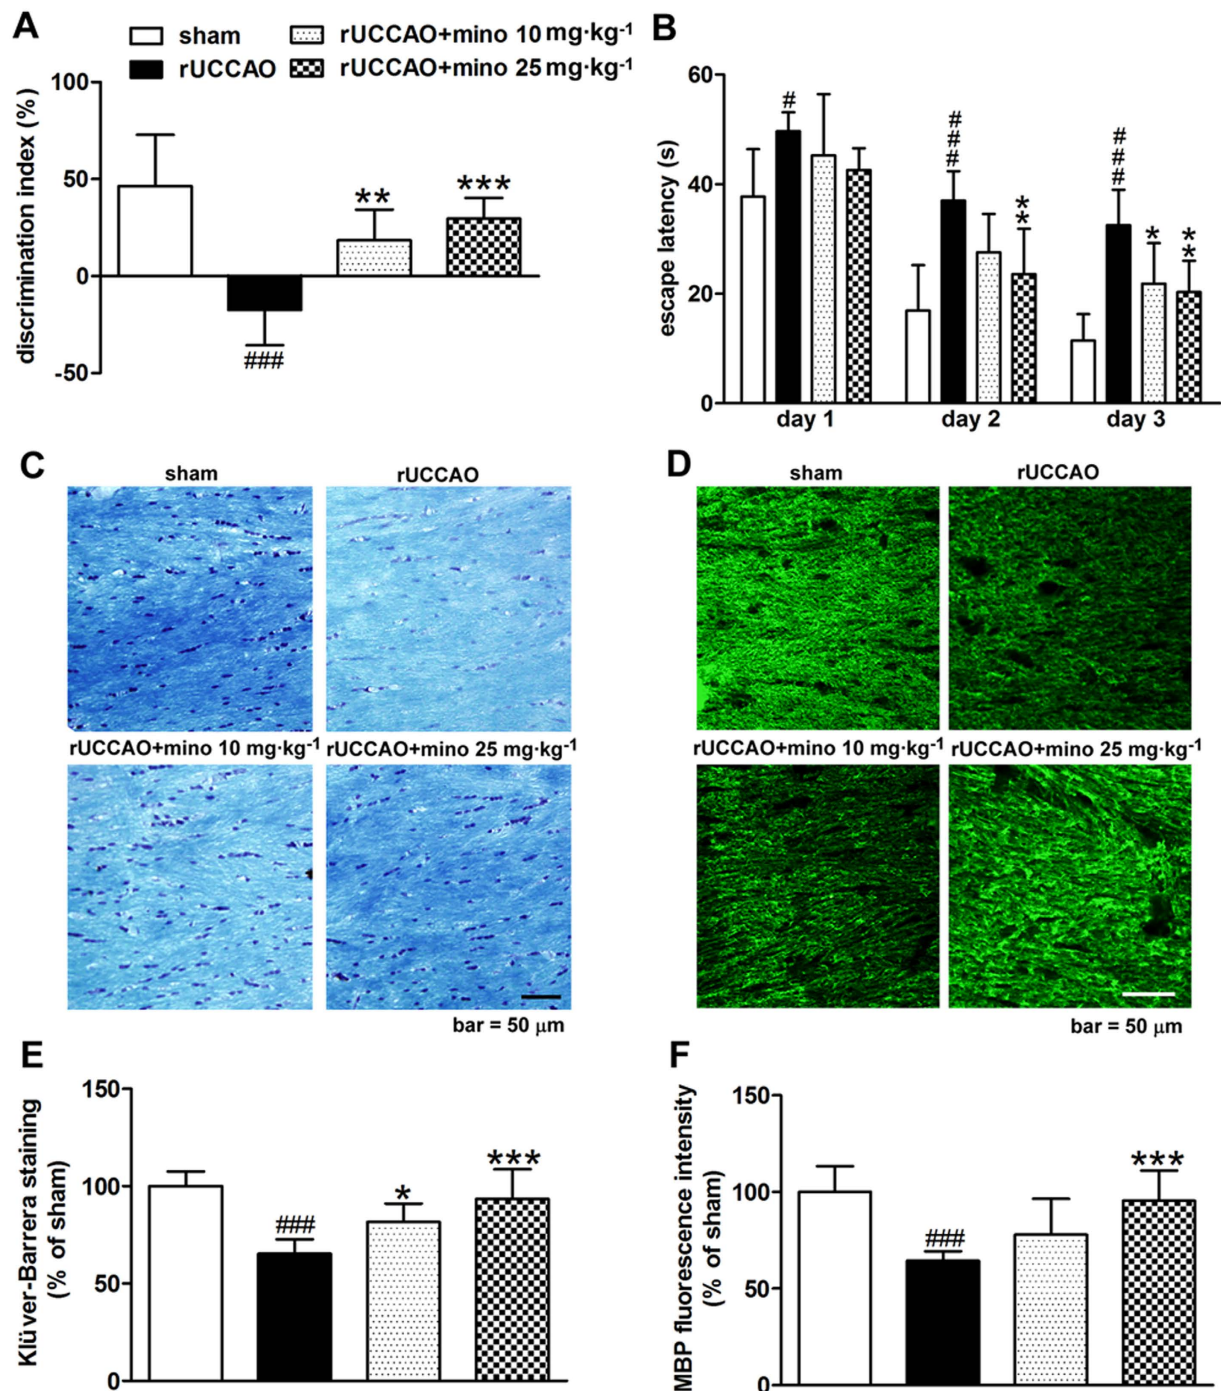 A
sham
rUCCAO+mino 10 mg·kg-1
rUCCAO
rUCCAO+mino 25 mg·kg-1
discrimination index (%)
100
50
0
-50
###
**
***
B
escape latency (s)
60
40
20
0
#
###
**
###
*
**
day 1
day 2
day 3
C
sham
rUCCAO
rUCCAO+mino 10 mg·kg-1
rUCCAO+mino 25 mg·kg-1
bar = 50 μm
D
sham
rUCCAO
rUCCAO+mino 10 mg·kg-1
rUCCAO+mino 25 mg·kg-1
bar = 50 μm
E
Klüver-Barrera staining
(% of sham)
150
100
50
0
###
*
***
F
MBP fluorescence intensity
(% of sham)
150
100
50
0
###
***